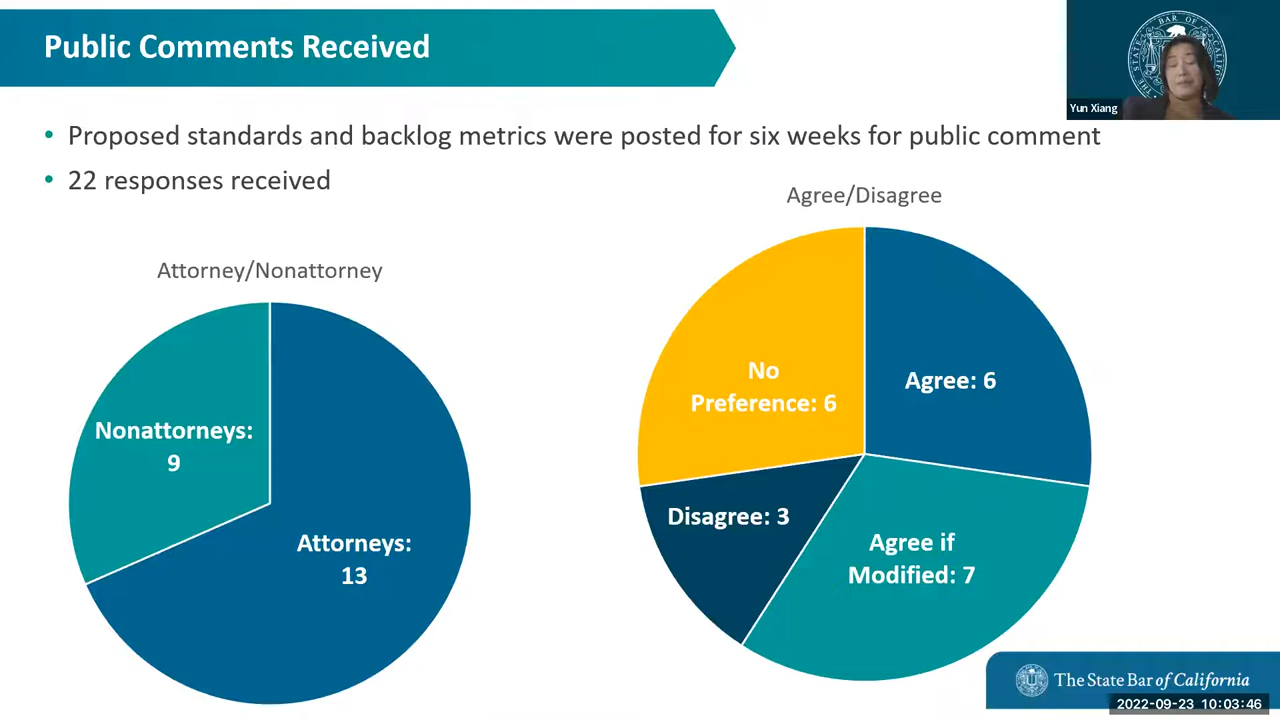 Public Comments Received
Yun Xiang
• Proposed standards and backlog metrics were posted for six weeks for public comment
• 22 responses received
Attorney/Nonattorney
Nonattorneys:
9
Attorneys:
13
Agree/Disagree
No
Preference: 6
Agree: 6
Disagree: 3
Agree if
Modified: 7
The State Bar of California
2022-09-23 10:03:46